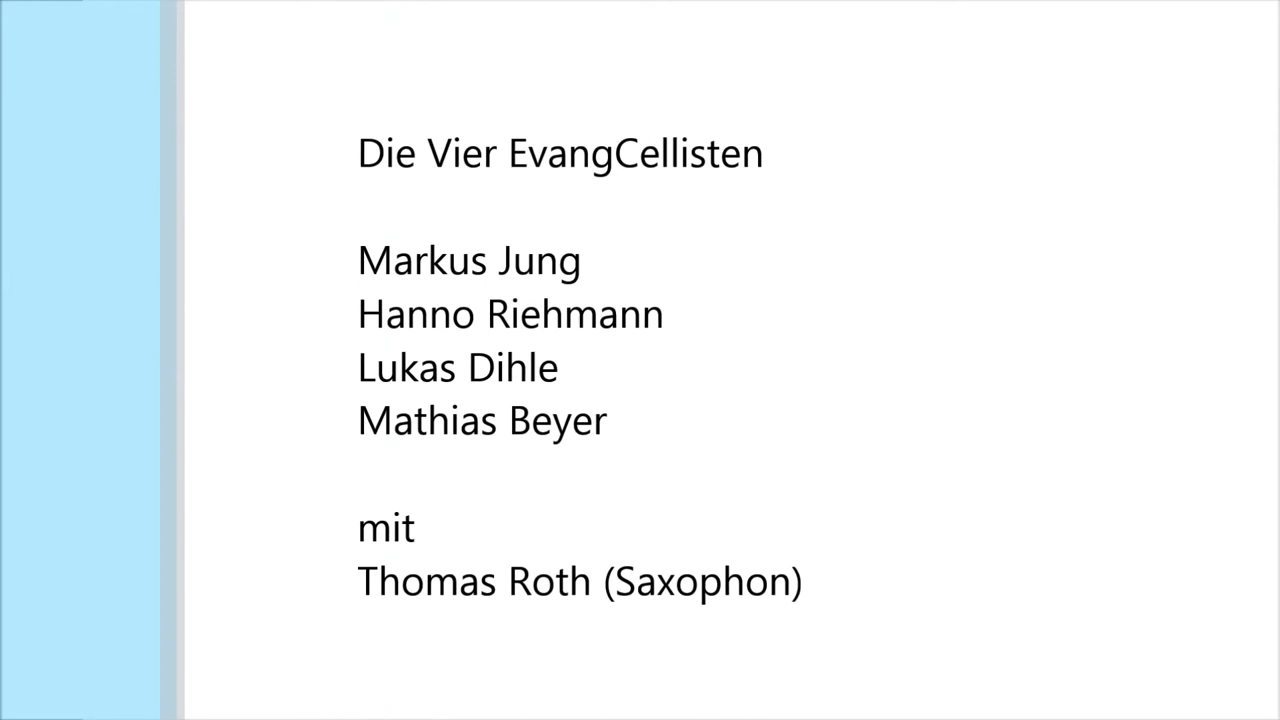 Die Vier EvangCellisten
Markus Jung
Hanno Riehmann
Lukas Dihle
Mathias Beyer
mit
Thomas Roth (Saxophon)